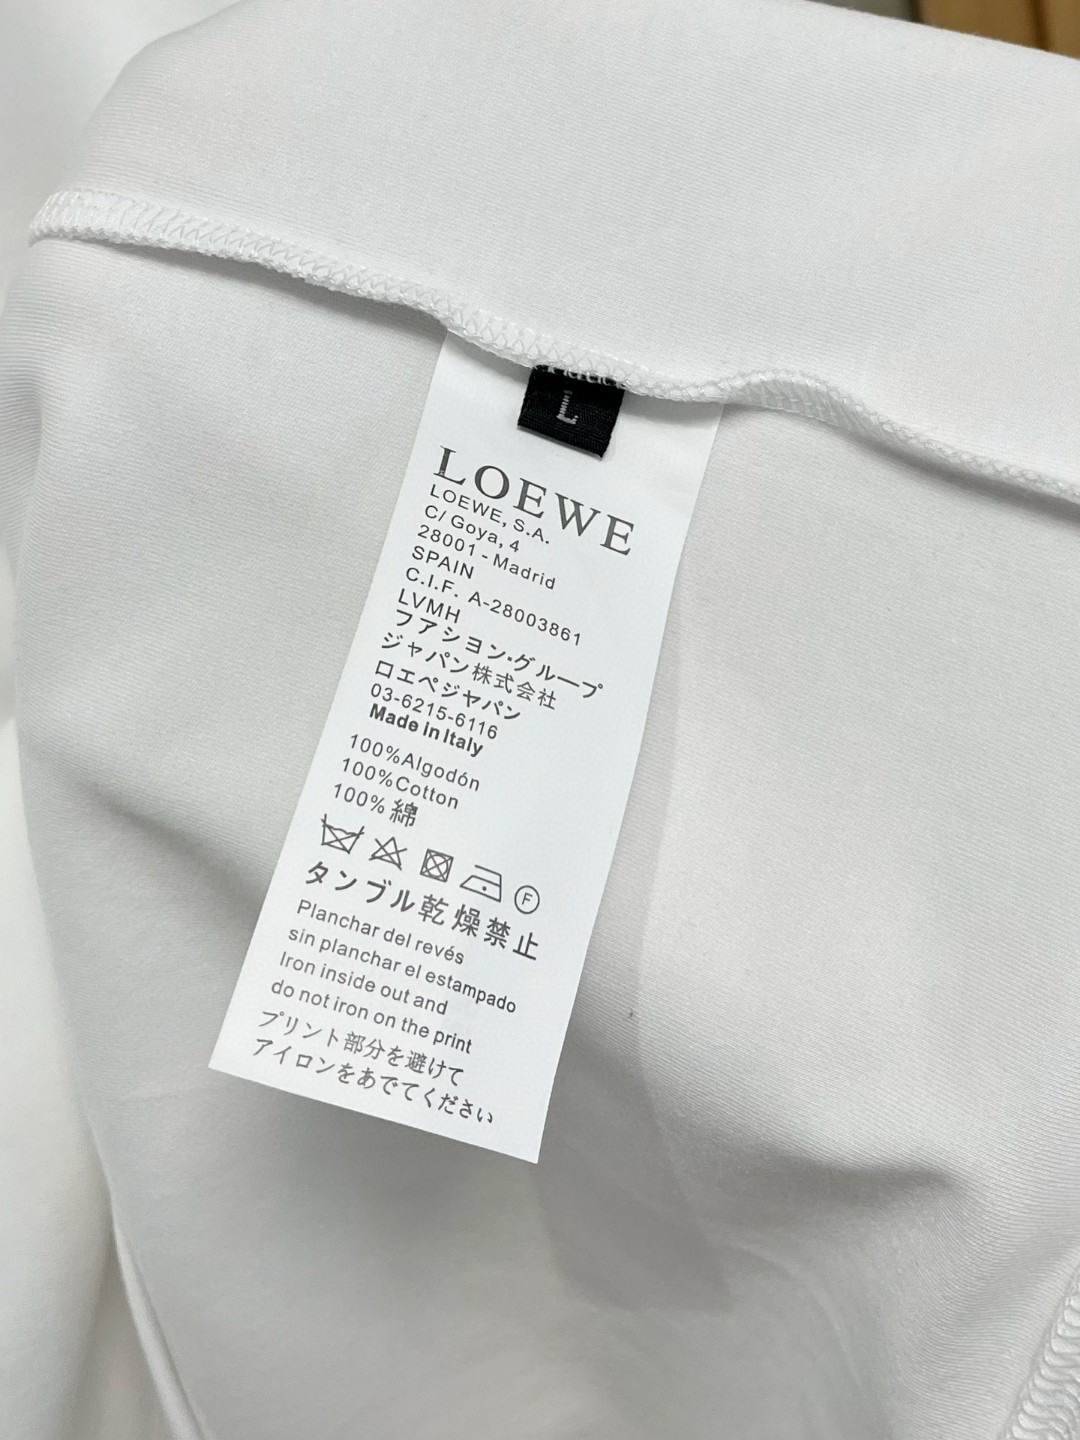 L
LOEWE
LOEWE, S.A.
C/ Goya, 4
28001 - Madrid
SPAIN
C.I.F. A-28003861
LVMH
フアシヨン・グループ
ジャパン株式会社
ロエベジャパン
03-6215-6116
Made in Italy
100%Algodón
100%Cotton
100% 綿
F
タンブル乾燥禁止
Planchar del revés
sin planchar el estampado
Iron inside out and
do not iron on the print
プリント部分を避けて
アイロンをあでてください